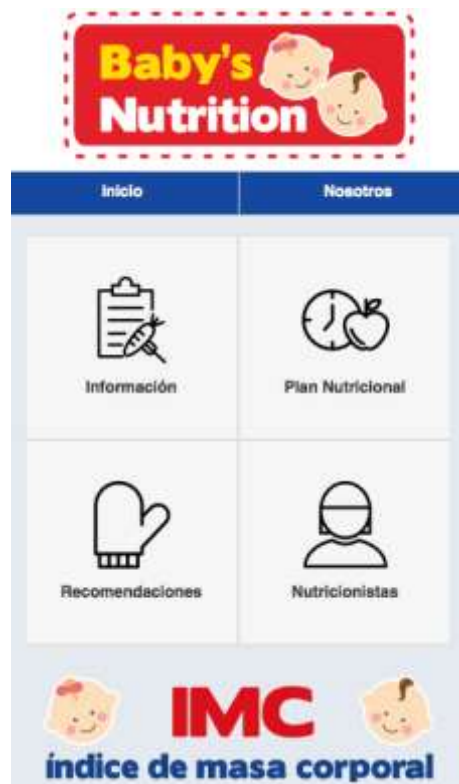 Baby's
Nutrition
Inicio
Nosotros
Información
Plan Nutricional
Recomendaciones
Nutricionistas
IMC
índice de masa corporal